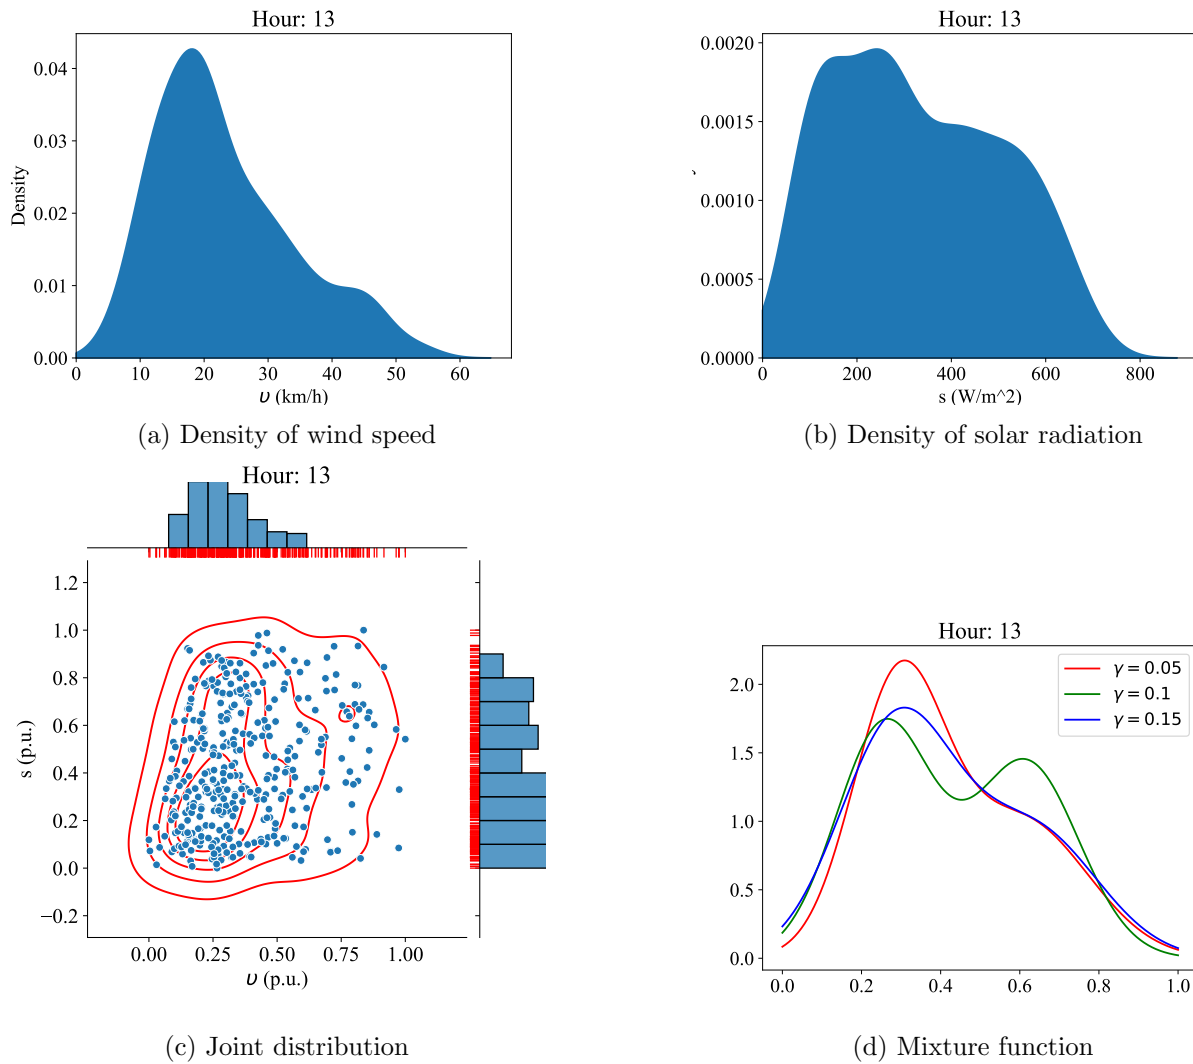 Hour: 13
0.04
0.03
0.02
0.01
0.00
Density
0 10 20 30 40 50 60
υ (km/h)
(a) Density of wind speed
Hour: 13
0.0020
0.0015
0.0010
0.0005
0.0000
0 200 400 600 800
s (W/m^2)
(b) Density of solar radiation
Hour: 13
1.2
1.0
0.8
0.6
0.4
0.2
0.0
−0.2
s (p.u.)
0.00 0.25 0.50 0.75 1.00
υ (p.u.)
(c) Joint distribution
Hour: 13
γ = 0.05
γ = 0.1
γ = 0.15
2.0
1.5
1.0
0.5
0.0
0.0 0.2 0.4 0.6 0.8 1.0
(d) Mixture function